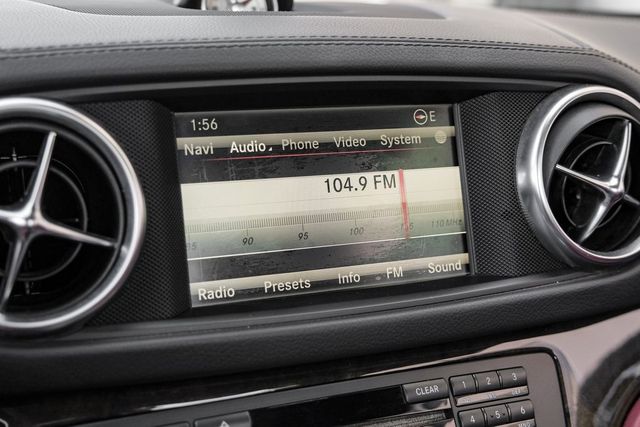 1:56 E
Navi Audio Phone Video System
104.9 FM
90 95 100 110 MHz
Radio Presets Info FM Sound
CLEAR 1 2 3
4 5 6